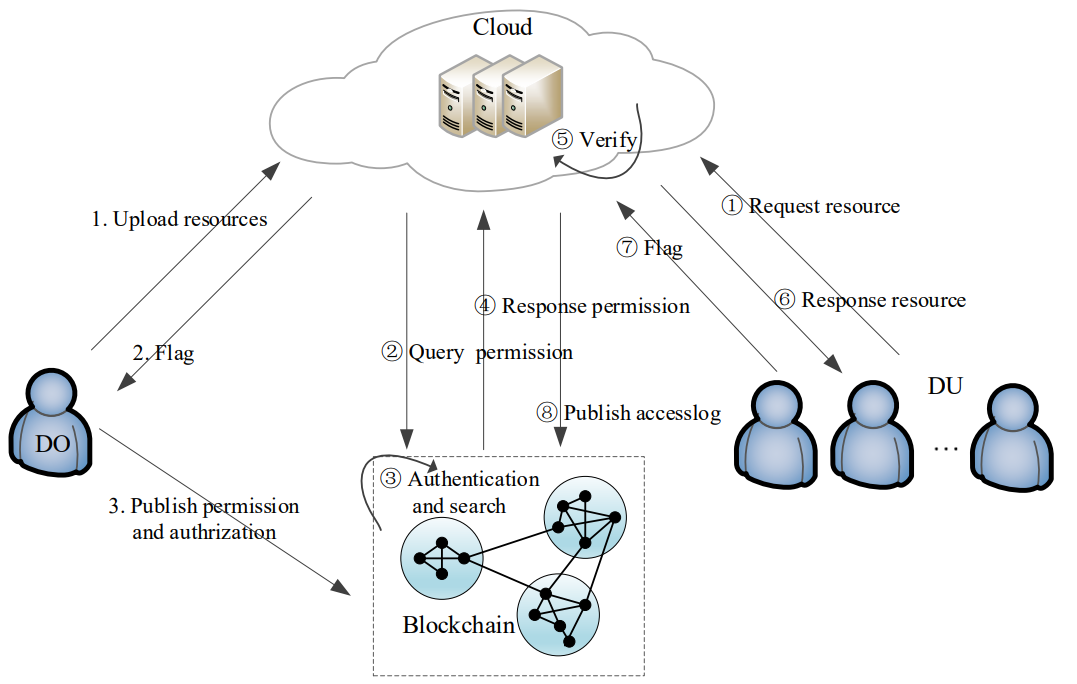 Cloud
⑤ Verify
1. Upload resources
① Request resource
⑦ Flag
④ Response permission
⑥ Response resource
2. Flag
② Query permission
DU
⑧ Publish accesslog
DO
...
③ Authentication
and search
3. Publish permission
and authrization
Blockchain